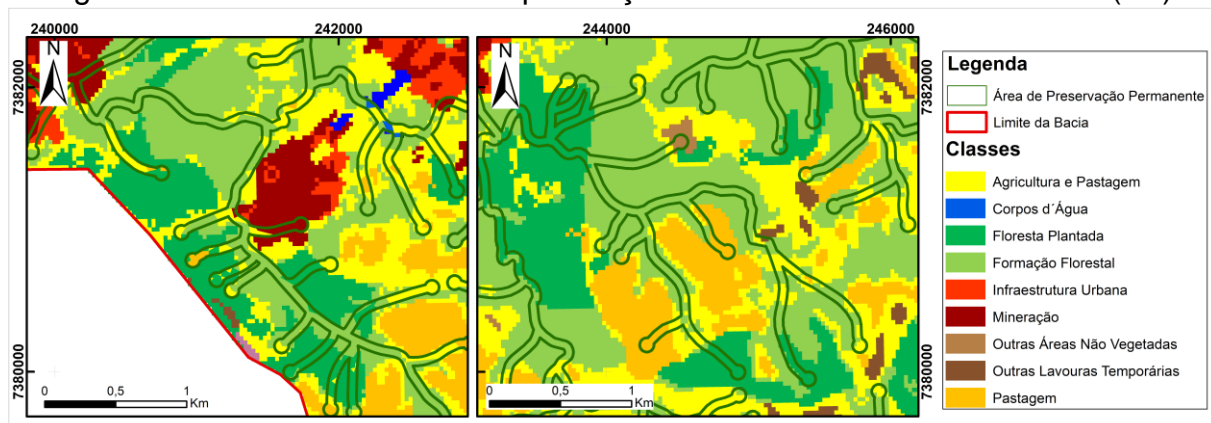 240000 242000
244000 246000
N
N
7382000
7380000
7382000
7380000
0 0,5 1
Km
0 0,5 1
Km
Legenda
Área de Preservação Permanente
Limite da Bacia
Classes
Agricultura e Pastagem
Corpos d´Água
Floresta Plantada
Formação Florestal
Infraestrutura Urbana
Mineração
Outras Áreas Não Vegetadas
Outras Lavouras Temporárias
Pastagem